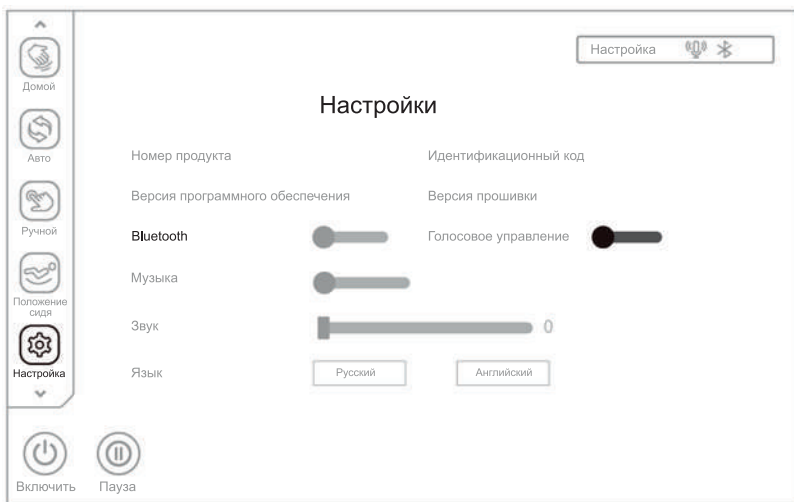 Настройка
Домой
Настройки
Авто
Номер продукта
Идентификационный код
Версия программного обеспечения
Версия прошивки
Ручной
Bluetooth
Голосовое управление
Музыка
Положение
сидя
Звук
0
Настройка
Язык
Русский
Английский
Включить
Пауза